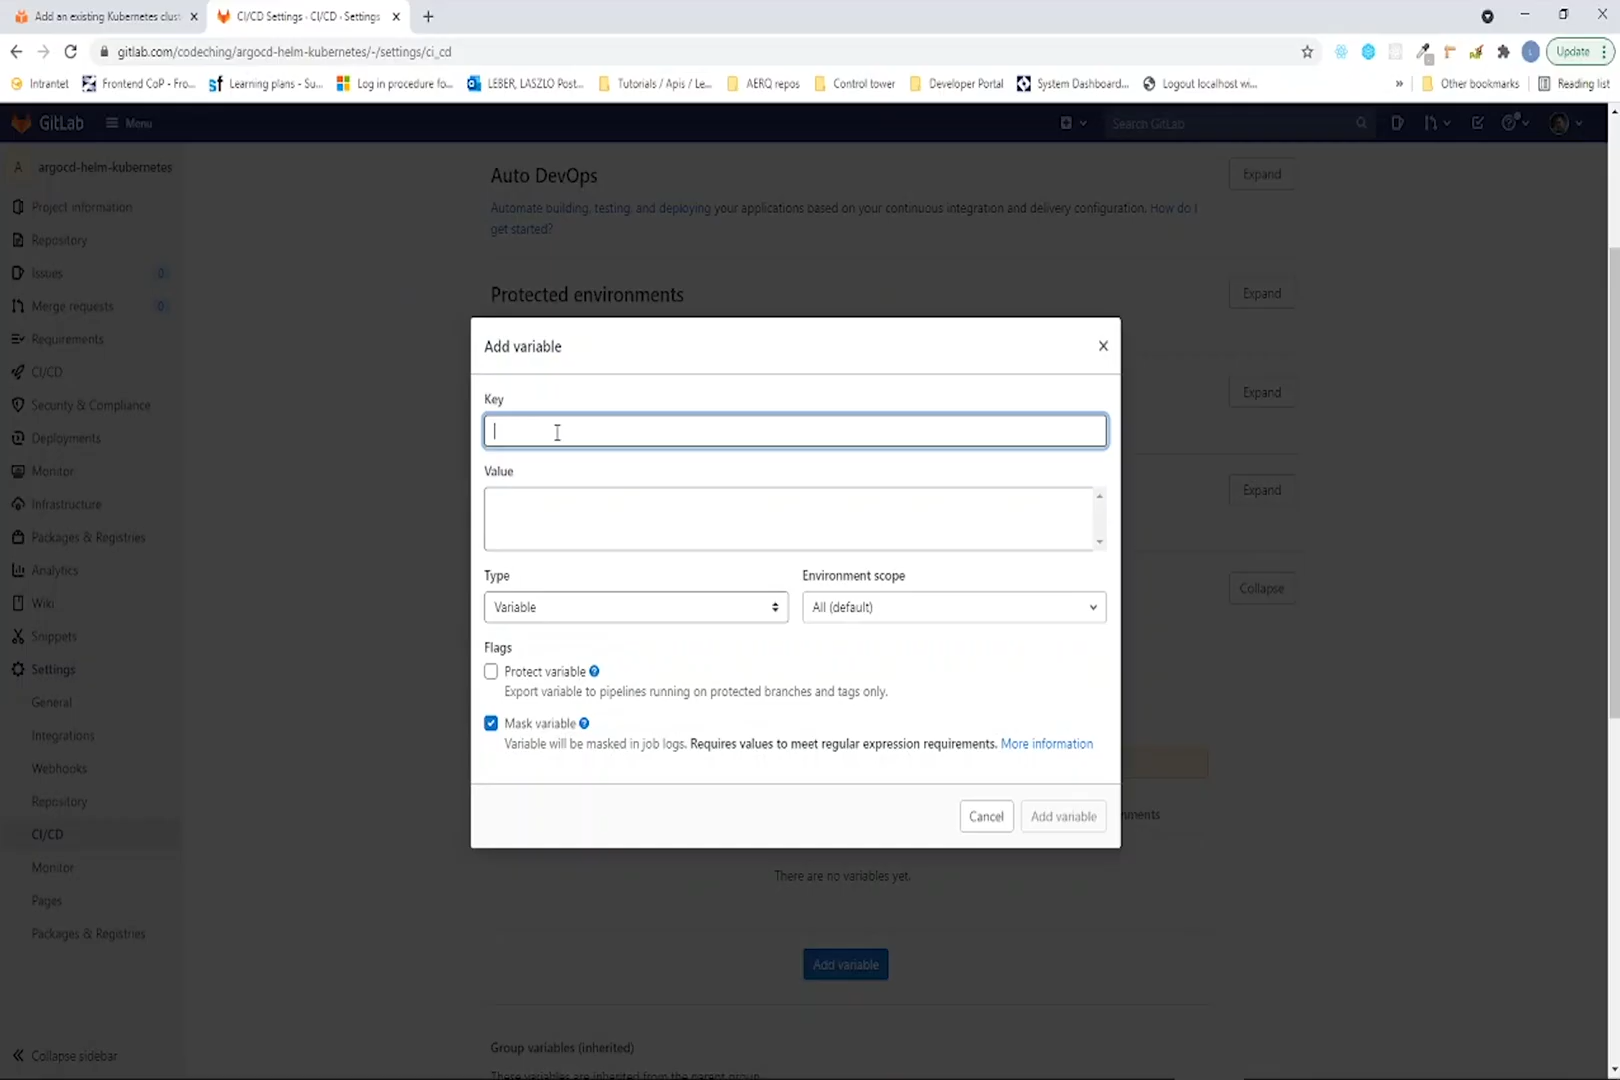 Add an existing Kubernetes clust
CI/CD Settings · CI/CD · Settings
gitlab.com/codeching/argocd-helm-kubernetes/-/settings/ci_cd
Update
Intranet
Frontend CoP - Fro...
Learning plans - Su...
Log in procedure fo...
LEBER, LASZLO Post...
Tutorials / Apis / Le...
AERQ repos
Control tower
Developer Portal
System Dashboard...
Logout localhost wi...
»
Other bookmarks
Reading list
GitLab
Menu
Search GitLab
A argocd-helm-kubernetes
Project information
Repository
Issues 0
Merge requests 0
Requirements
CI/CD
Security & Compliance
Deployments
Monitor
Infrastructure
Packages & Registries
Analytics
Wiki
Snippets
Settings
General
Integrations
Webhooks
Repository
CI/CD
Monitor
Pages
Packages & Registries
Collapse sidebar
Auto DevOps
Expand
Automate building, testing, and deploying your applications based on your continuous integration and delivery configuration. How do I
get started?
Protected environments
Expand
Expand
Expand
Collapse
Add variable
Key
Value
Type
Environment scope
Variable
All (default)
Flags
Protect variable
Export variable to pipelines running on protected branches and tags only.
Mask variable
Variable will be masked in job logs. Requires values to meet regular expression requirements. More information
Cancel
Add variable
There are no variables yet.
Add variable
Group variables (inherited)
These variables are inherited from the parent group.